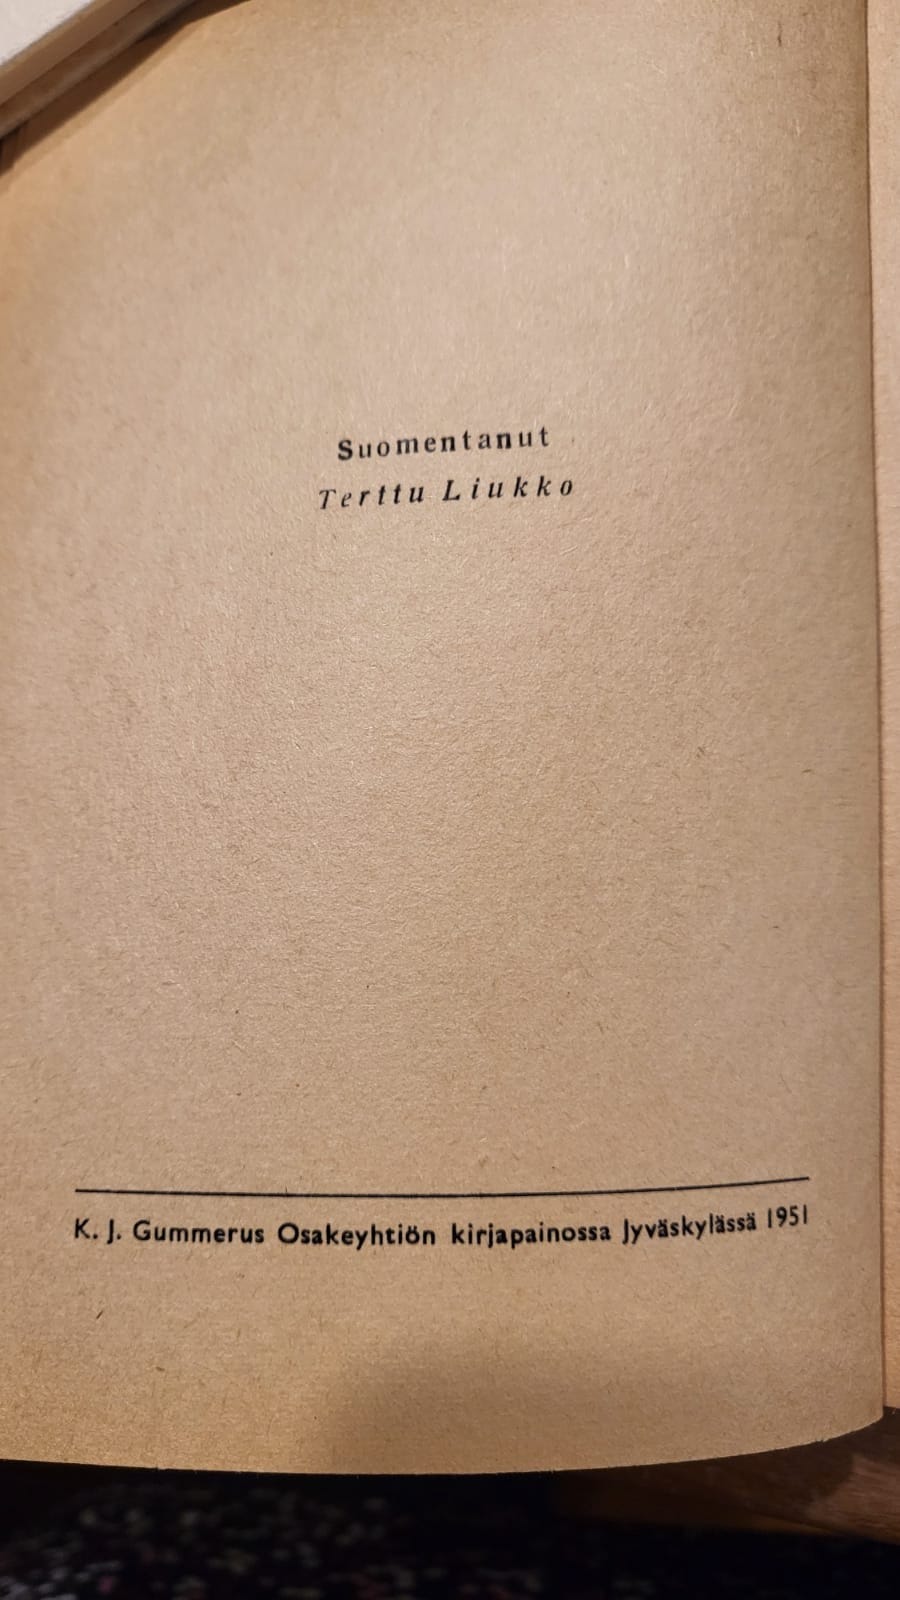 Suomentanut
Terttu Liukko
K. J. Gummerus Osakeyhtiön kirjapainossa Jyväskylässä 1951